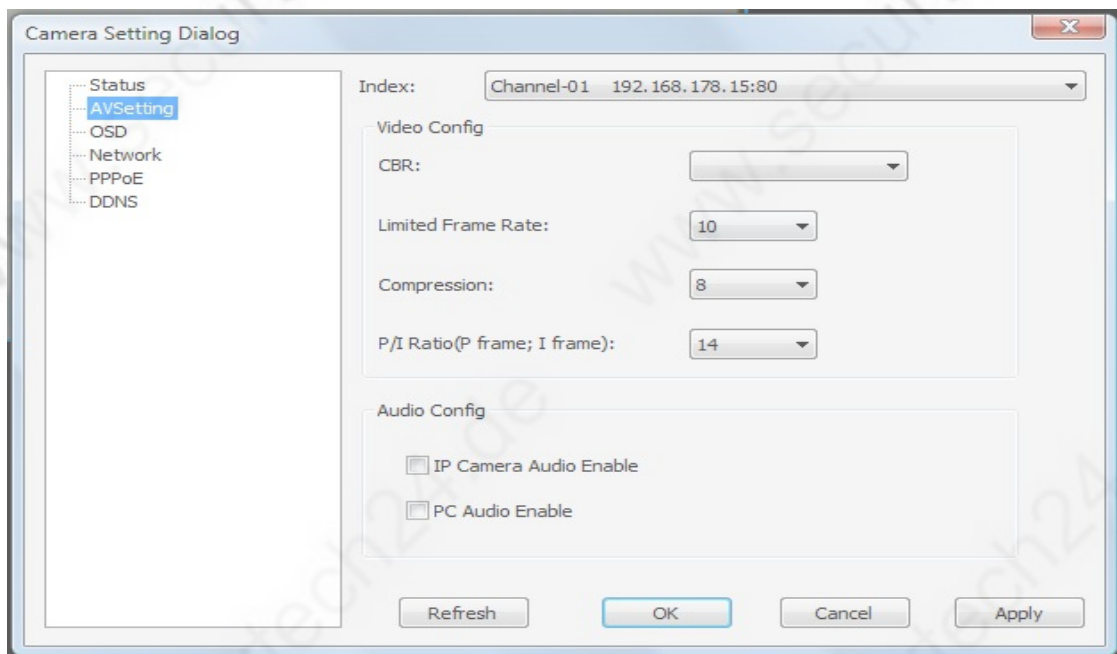 Camera Setting Dialog
Status
AVSetting
OSD
Network
PPPoE
DDNS
Index: Channel-01 192.168.178.15:80
Video Config
CBR:
Limited Frame Rate: 10
Compression: 8
P/I Ratio(P frame; I frame): 14
Audio Config
IP Camera Audio Enable
PC Audio Enable
Refresh OK Cancel Apply